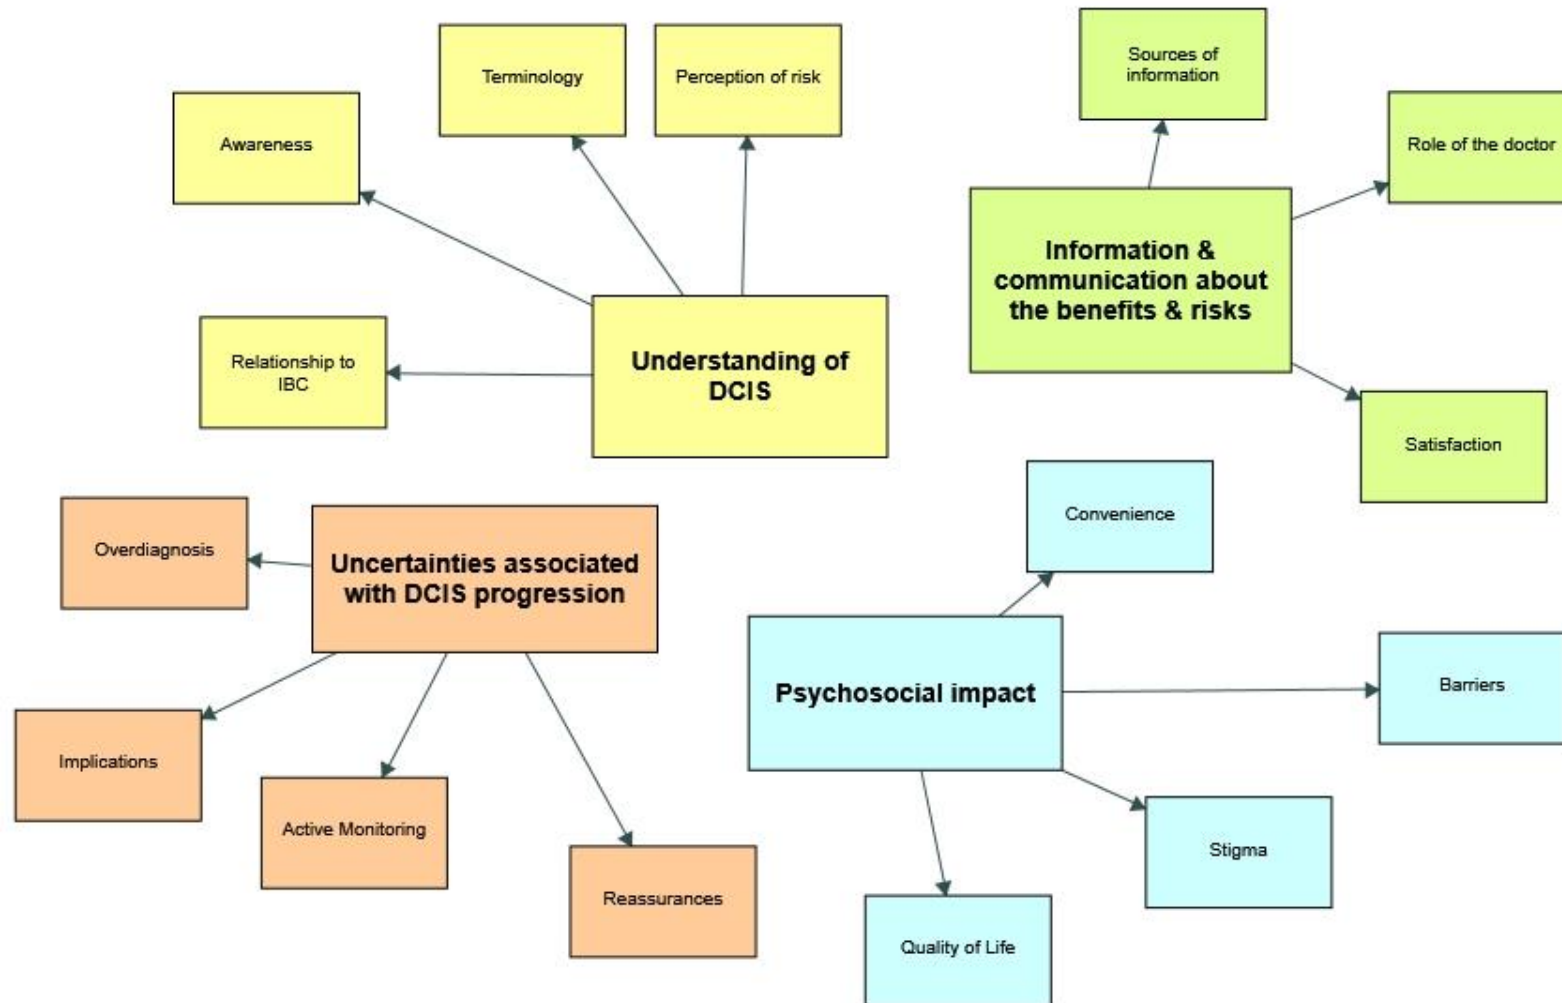 Terminology
Perception of risk
Awareness
Relationship to
IBC
Understanding of
DCIS
Sources of
information
Role of the doctor
Information &
communication about
the benefits & risks
Satisfaction
Overdiagnosis
Uncertainties associated
with DCIS progression
Implications
Active Monitoring
Reassurances
Convenience
Psychosocial impact
Barriers
Stigma
Quality of Life